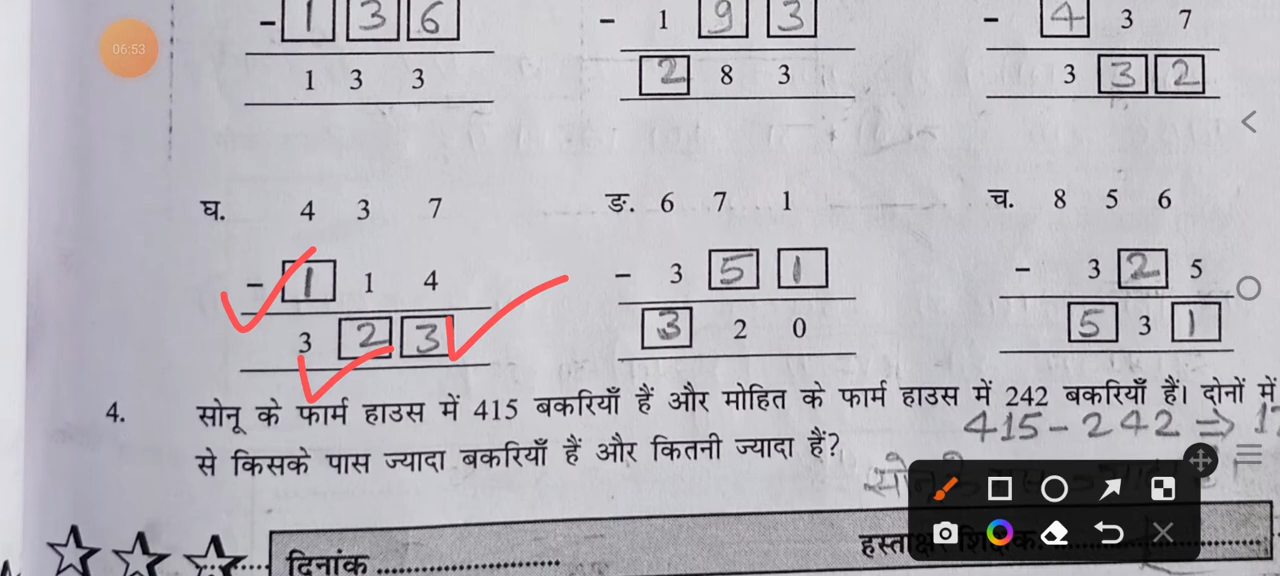 06:53
- 1 3 6
1 3 3
- 1 9 3
2 8 3
- 4 3 7
3 3 2
घ. 4 3 7
- 1 1 4
3 2 3
ङ. 6 7 1
- 3 5 1
3 2 0
च. 8 5 6
- 3 2 5
5 3 1
4. सोनू के फार्म हाउस में 415 बकरियाँ हैं और मोहित के फार्म हाउस में 242 बकरियाँ हैं। दोनों में
से किसके पास ज्यादा बकरियाँ हैं और कितनी ज्यादा हैं?
415-242 ⇒
दिनांक
हस्ताक्षर शिक्षक